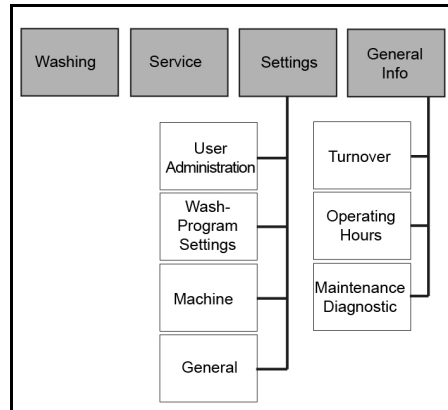 Washing
Service
Settings
General
Info
User
Administration
Wash-
Program
Settings
Machine
General
Turnover
Operating
Hours
Maintenance
Diagnostic